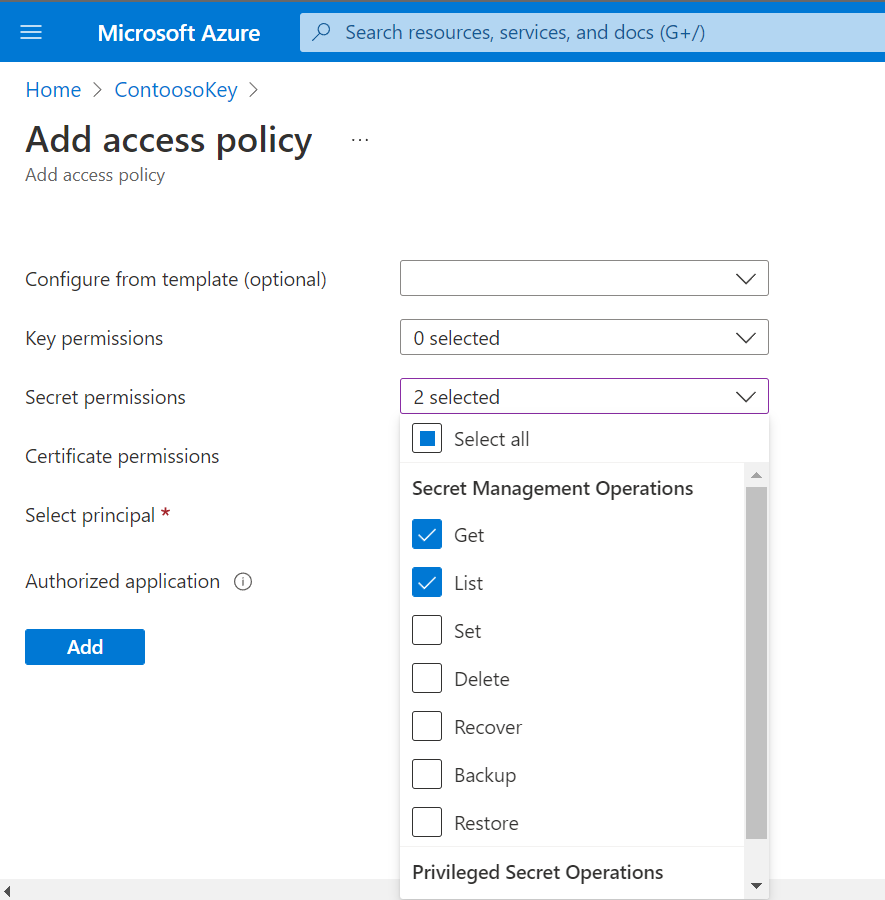 Microsoft Azure
Search resources, services, and docs (G+/)
Home > ContoosoKey >
Add access policy ...
Add access policy
Configure from template (optional)
Key permissions
0 selected
Secret permissions
2 selected
Select all
Secret Management Operations
Get
List
Set
Delete
Recover
Backup
Restore
Privileged Secret Operations
Certificate permissions
Select principal *
Authorized application
Add